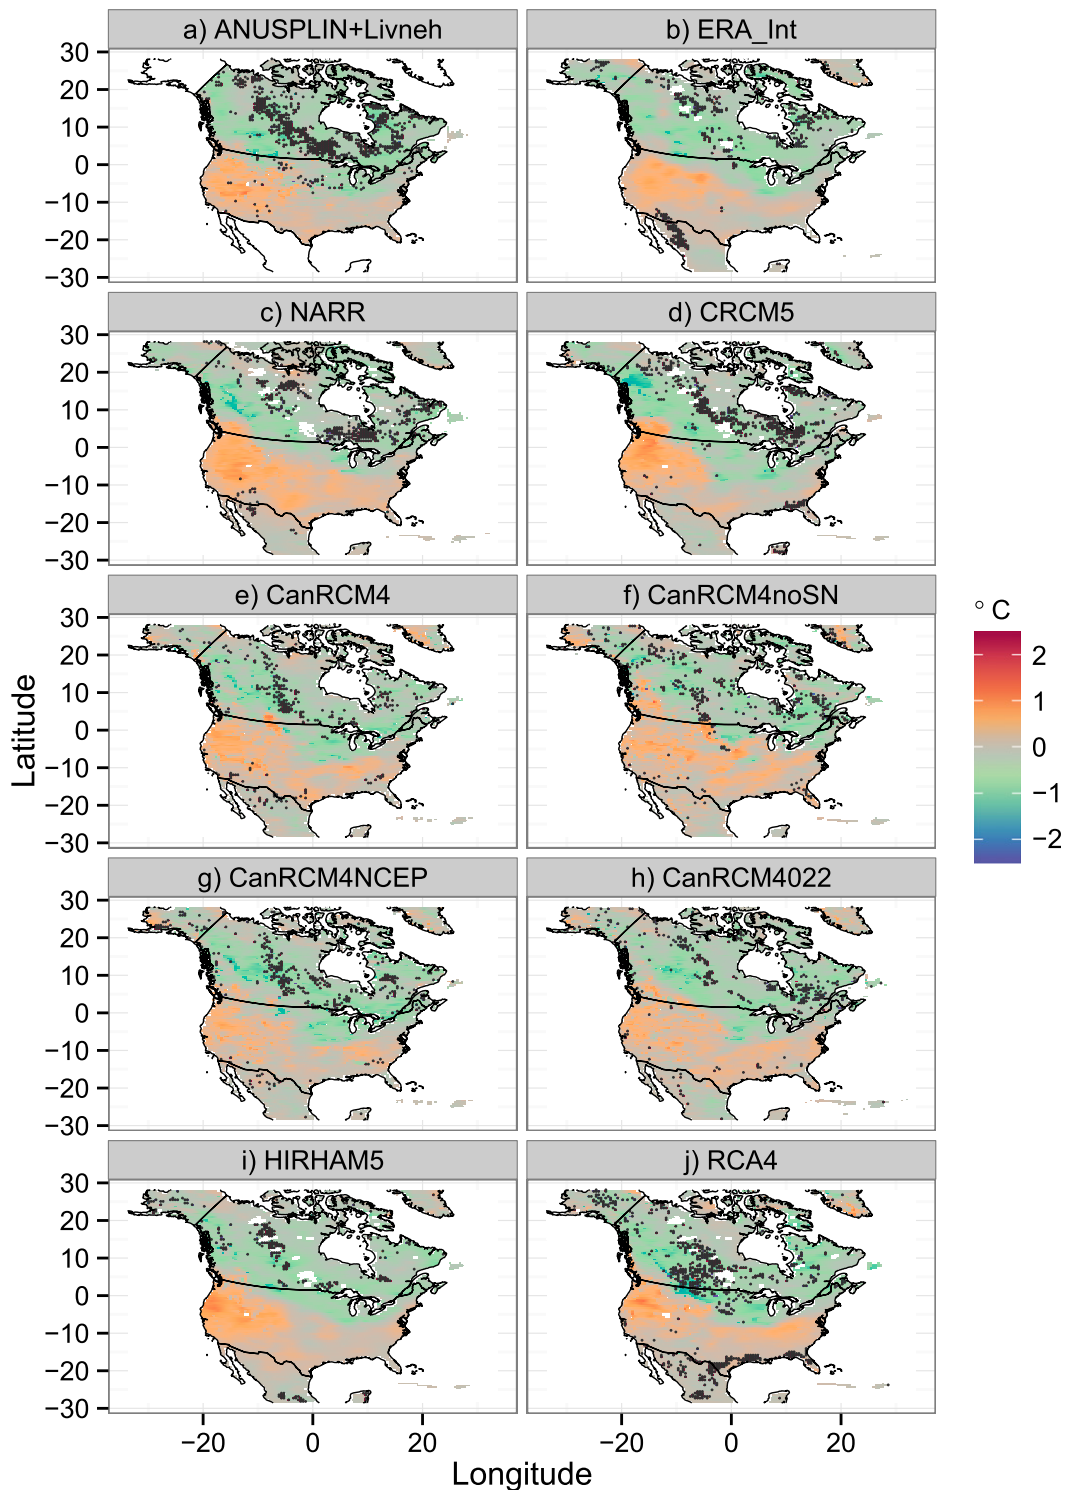 a) ANUSPLIN+Livneh
b) ERA_Int
30
20
10
0
−10
−20
−30
c) NARR
d) CRCM5
30
20
10
0
−10
−20
−30
e) CanRCM4
f) CanRCM4noSN
30
20
10
0
−10
−20
−30
g) CanRCM4NCEP
h) CanRCM4022
30
20
10
0
−10
−20
−30
i) HIRHAM5
j) RCA4
30
20
10
0
−10
−20
−30
−20 0 20
−20 0 20
Longitude
Latitude
° C
2
1
0
−1
−2